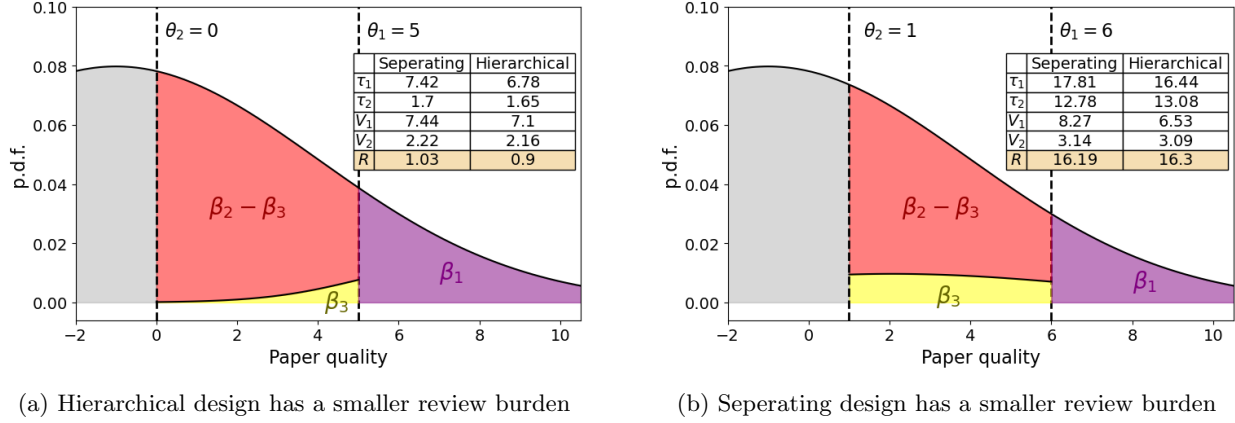 0.10
0.08
0.06
0.04
0.02
0.00
p.d.f.
θ₂ = 0
θ₁ = 5
Seperating Hierarchical
τ₁ 7.42 6.78
τ₂ 1.7 1.65
V₁ 7.44 7.1
V₂ 2.22 2.16
R 1.03 0.9
β₂ − β₃
β₁
β₃
−2 0 2 4 6 8 10
Paper quality
(a) Hierarchical design has a smaller review burden
0.10
0.08
0.06
0.04
0.02
0.00
p.d.f.
θ₂ = 1
θ₁ = 6
Seperating Hierarchical
τ₁ 17.81 16.44
τ₂ 12.78 13.08
V₁ 8.27 6.53
V₂ 3.14 3.09
R 16.19 16.3
β₂ − β₃
β₁
β₃
−2 0 2 4 6 8 10
Paper quality
(b) Seperating design has a smaller review burden